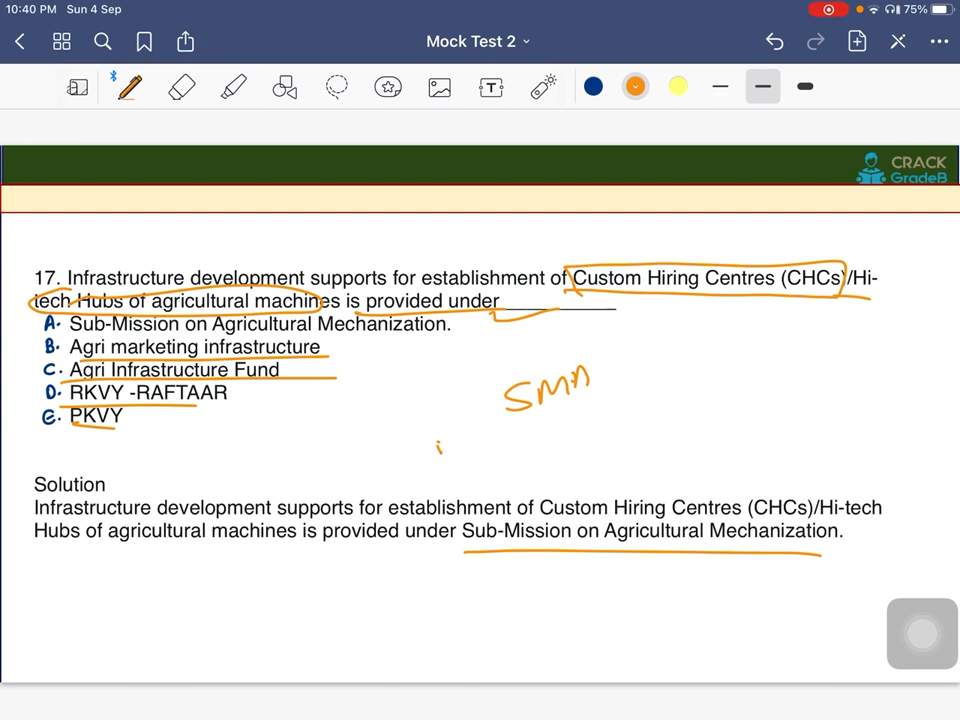 10:40 PM Sun 4 Sep 75%
Mock Test 2
T
CRACK
GradeB
17. Infrastructure development supports for establishment of Custom Hiring Centres (CHCs)/Hi-
tech Hubs of agricultural machines is provided under____________
A. Sub-Mission on Agricultural Mechanization.
B. Agri marketing infrastructure
C. Agri Infrastructure Fund
D. RKVY -RAFTAAR
E. PKVY
SMA
Solution
Infrastructure development supports for establishment of Custom Hiring Centres (CHCs)/Hi-tech
Hubs of agricultural machines is provided under Sub-Mission on Agricultural Mechanization.